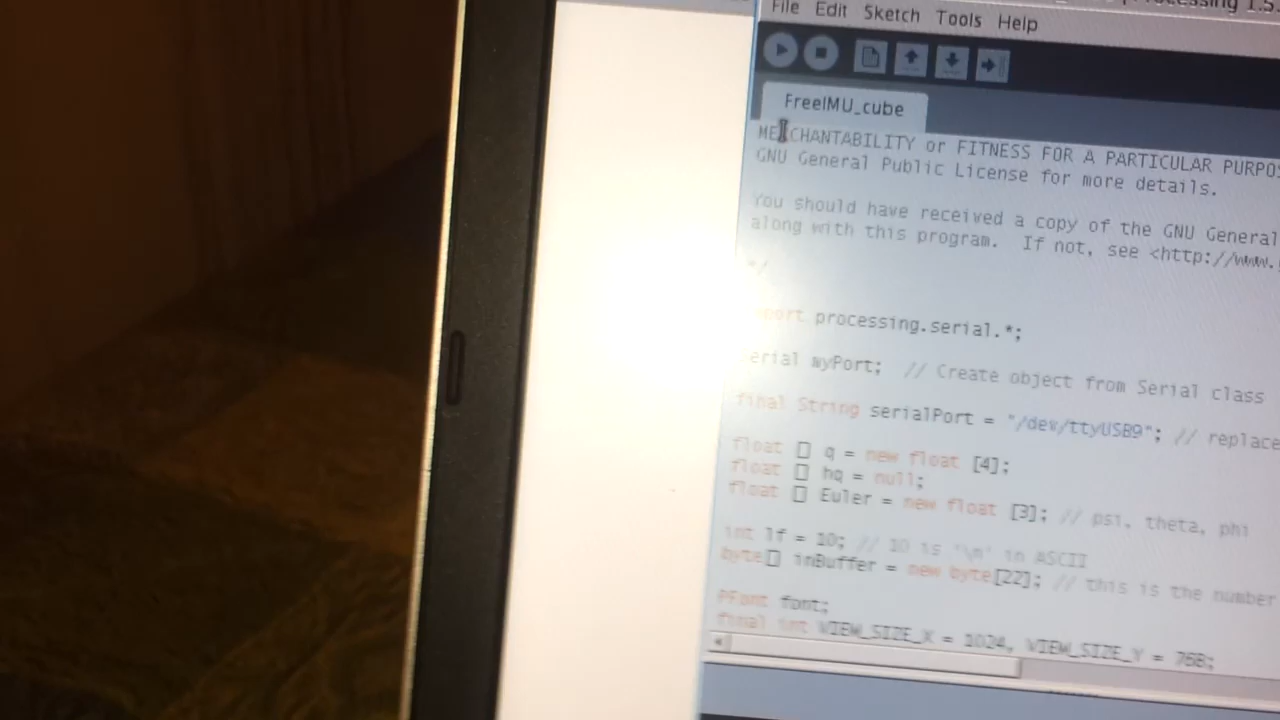 Processing 1.5.
File Edit Sketch Tools Help
FreeIMU_cube
MERCHANTABILITY or FITNESS FOR A PARTICULAR PURPOS
GNU General Public License for more details.
You should have received a copy of the GNU General
along with this program.  If not, see <http://www.
*/
import processing.serial.*;
Serial myPort;  // Create object from Serial class
final String serialPort = "/dev/ttyUSB9"; // replace
float [] q = new float [4];
float [] hq = null;
float [] Euler = new float [3]; // psi, theta, phi
int lf = 10; // 10 is '\n' in ASCII
byte[] inBuffer = new byte[22]; // this is the number
PFont font;
final int VIEW_SIZE_X = 1024, VIEW_SIZE_Y = 768;